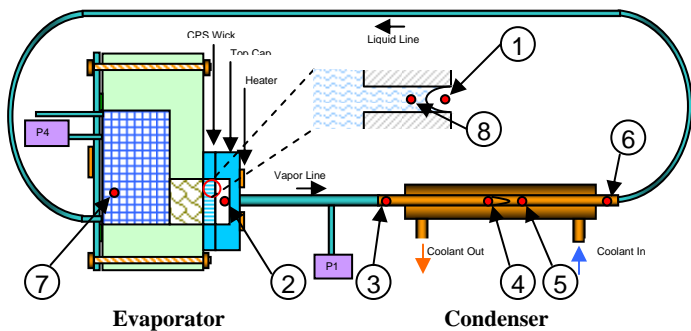 CPS Wick
Top Cap
Heater
Liquid Line
1
8
P4
6
Vapor Line
7
2
P1
3
4
5
Coolant Out
Coolant In
Evaporator
Condenser